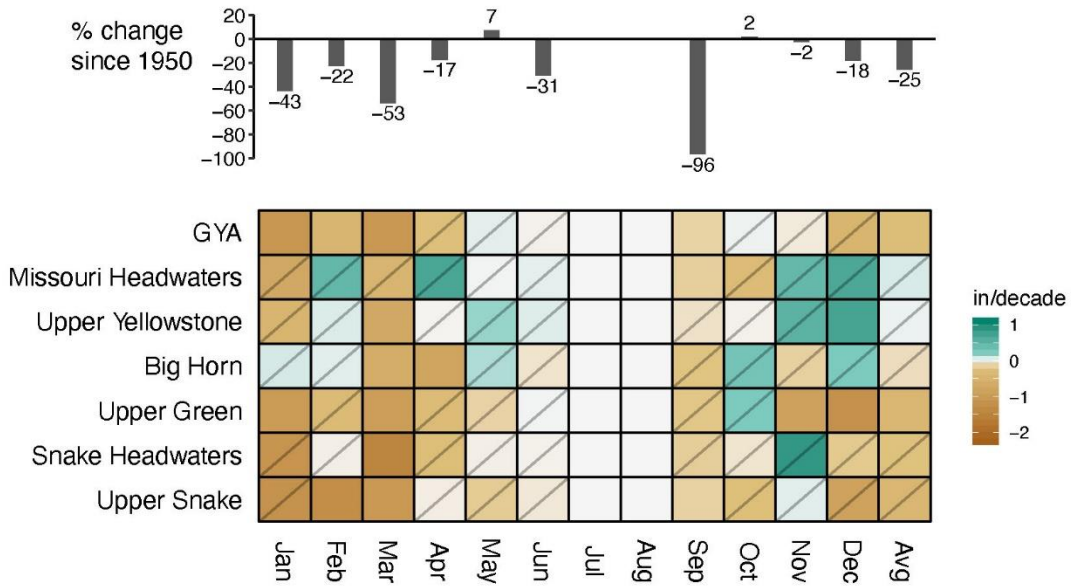 % change
since 1950
20
0
−20
−40
−60
−80
−100
−43
−22
−53
−17
7
−31
−96
2
−2
−18
−25
GYA
Missouri Headwaters
Upper Yellowstone
Big Horn
Upper Green
Snake Headwaters
Upper Snake
in/decade
1
0
−1
−2
Jan
Feb
Mar
Apr
May
Jun
Jul
Aug
Sep
Oct
Nov
Dec
Avg